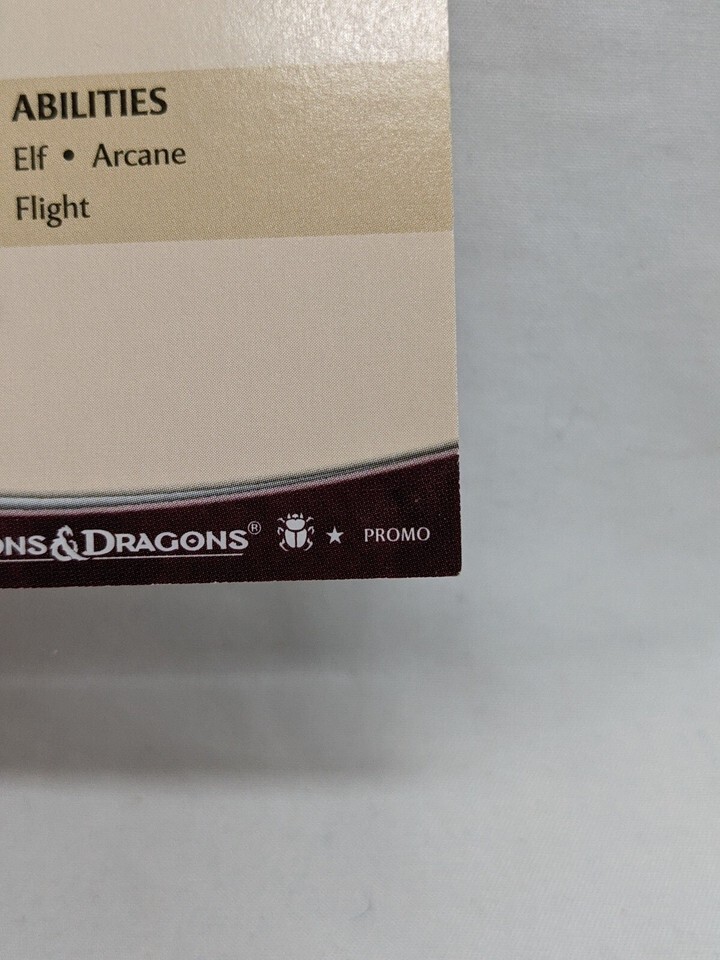 ABILITIES
Elf • Arcane
Flight
ONS & DRAGONS® ★ PROMO